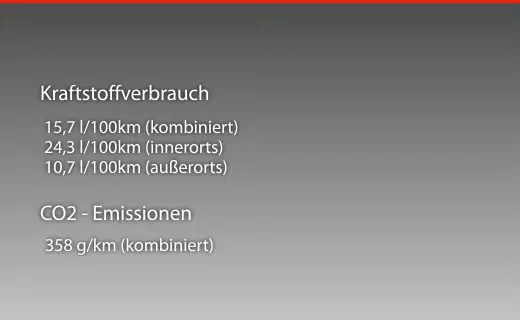 Kraftstoffverbrauch
15,7 l/100km (kombiniert)
24,3 l/100km (innerorts)
10,7 l/100km (außerorts)
CO2 - Emissionen
358 g/km (kombiniert)